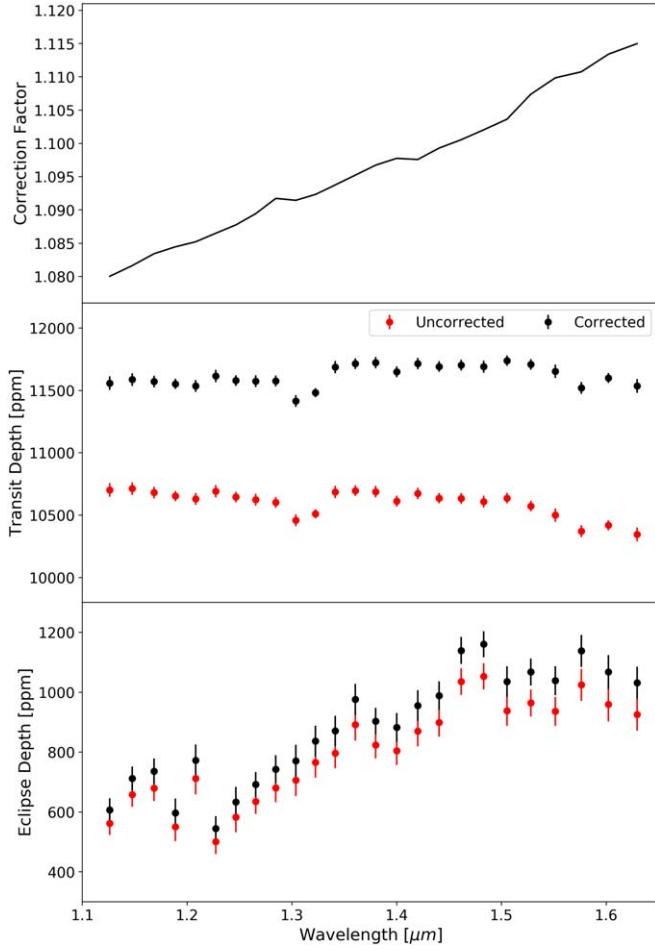 1.120
1.115
1.110
1.105
1.100
1.095
1.090
1.085
1.080
Correction Factor
Uncorrected
Corrected
12000
11500
11000
10500
10000
Transit Depth [ppm]
1200
1000
800
600
400
Eclipse Depth [ppm]
1.1 1.2 1.3 1.4 1.5 1.6
Wavelength [μm]